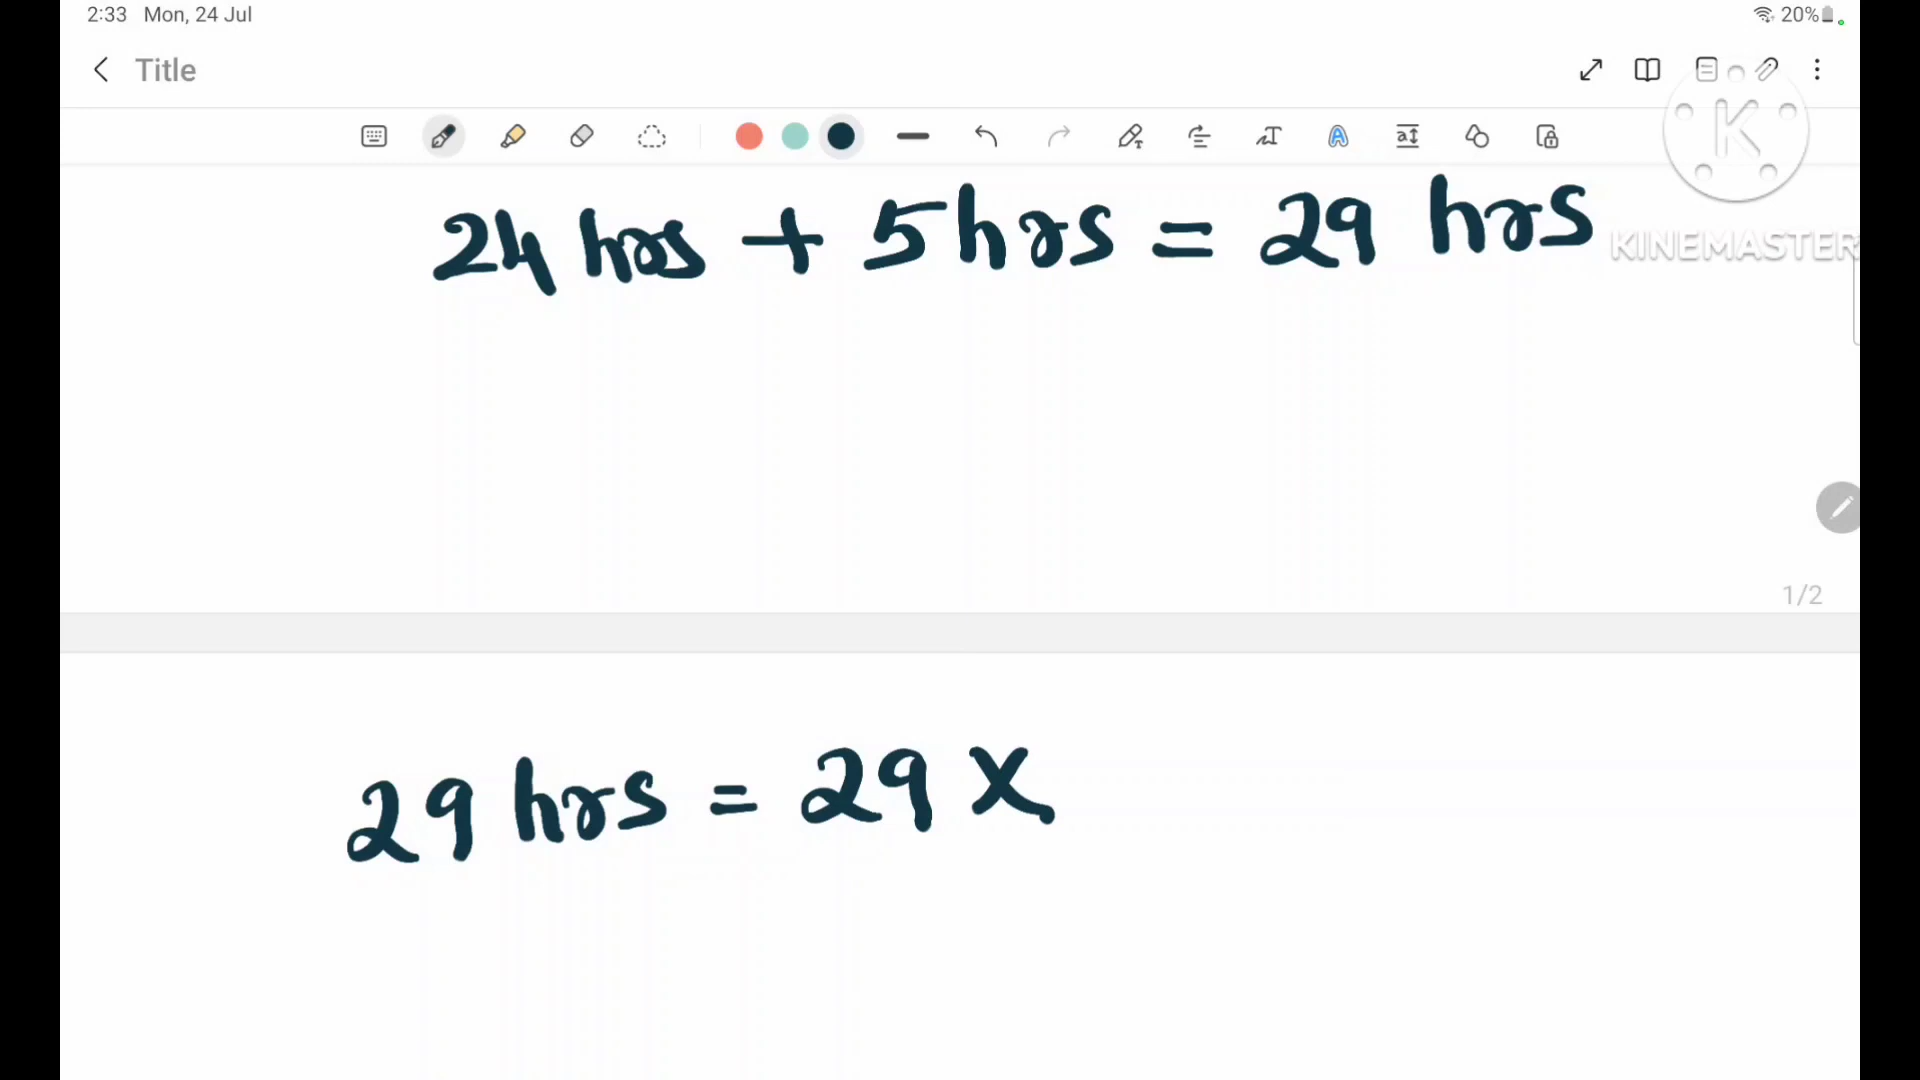 2:33 Mon, 24 Jul
20%
Title
K
KINEMASTER
24 hrs + 5 hrs = 29 hrs
1/2
29 hrs = 29 x